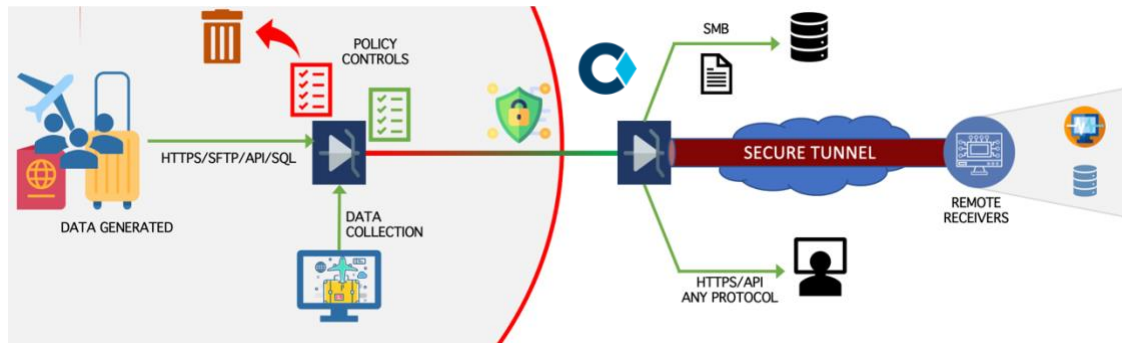 POLICY
CONTROLS
HTTPS/SFTP/API/SQL
DATA GENERATED
DATA
COLLECTION
SMB
SECURE TUNNEL
REMOTE
RECEIVERS
HTTPS/API
ANY PROTOCOL